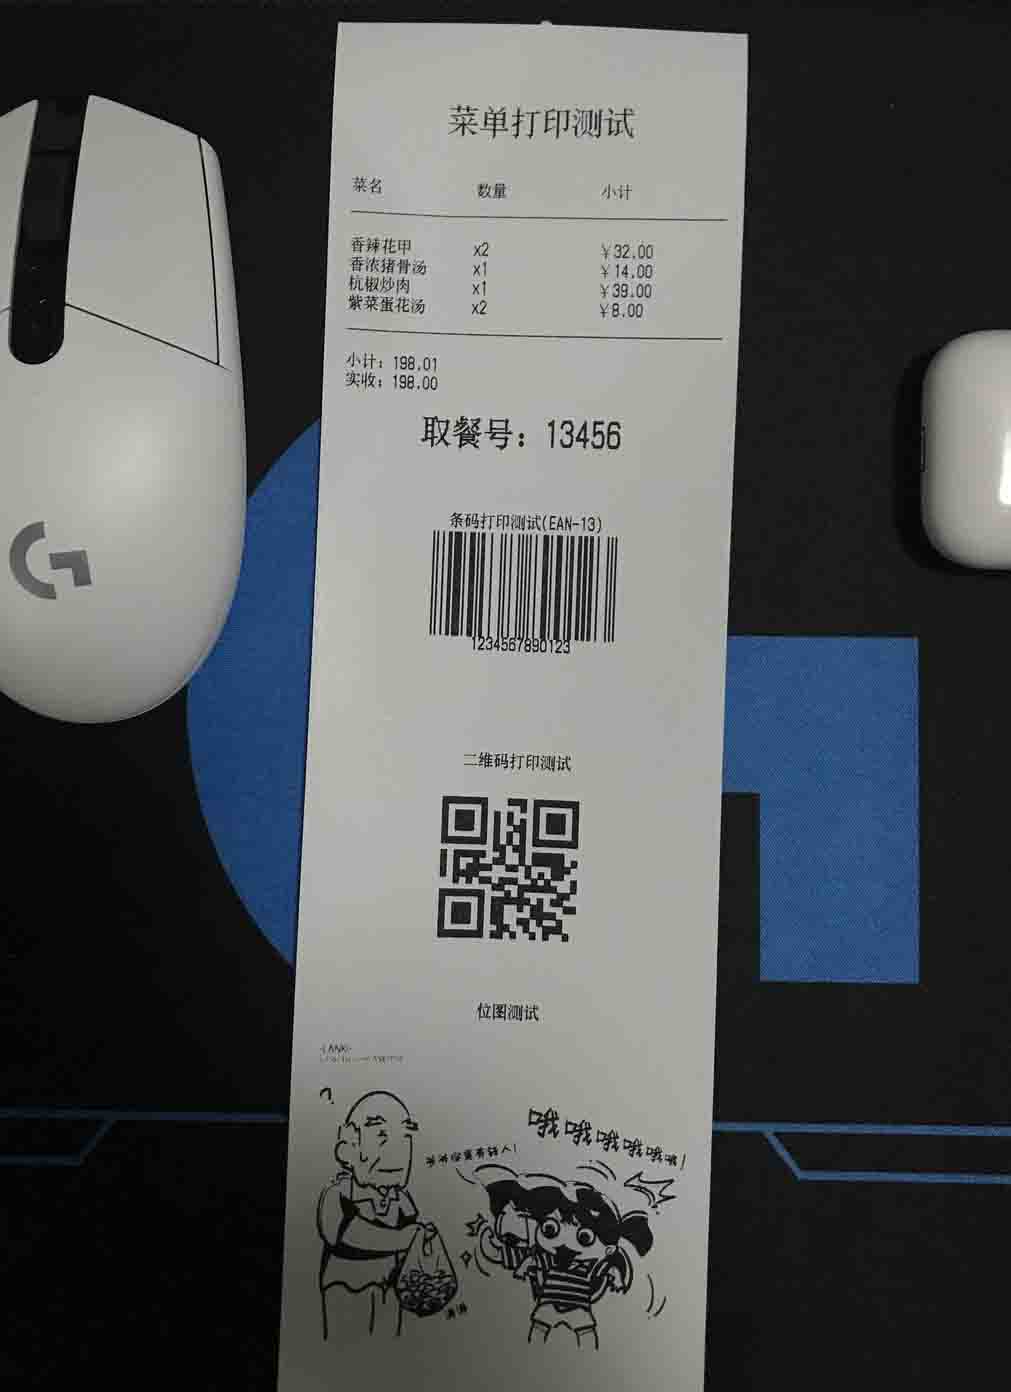 菜单打印测试
菜名 数量 小计
香辣花甲 x2 ¥32.00
香浓猪骨汤 x1 ¥14.00
杭椒炒肉 x1 ¥39.00
紫菜蛋花汤 x2 ¥8.00
小计：198.01
实收：198.00
取餐号：13456
条码打印测试(EAN-13)
1234567890123
二维码打印测试
位图测试
-LANKI-
哦哦哦哦哦哦！